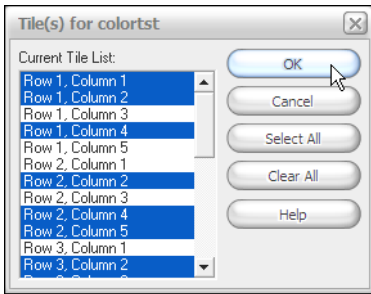 Tile(s) for colortst
Current Tile List:
Row 1, Column 1
Row 1, Column 2
Row 1, Column 3
Row 1, Column 4
Row 1, Column 5
Row 2, Column 1
Row 2, Column 2
Row 2, Column 3
Row 2, Column 4
Row 2, Column 5
Row 3, Column 1
Row 3, Column 2
OK
Cancel
Select All
Clear All
Help